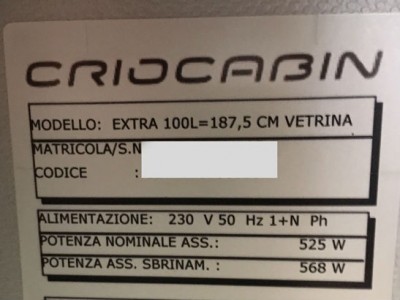 CRIOCABIN
MODELLO: EXTRA 100L=187,5 CM VETRINA
MATRICOLA/S.N
CODICE :
ALIMENTAZIONE: 230 V 50 Hz 1+N Ph
POTENZA NOMINALE ASS.: 525 W
POTENZA ASS. SBRINAM. : 568 W